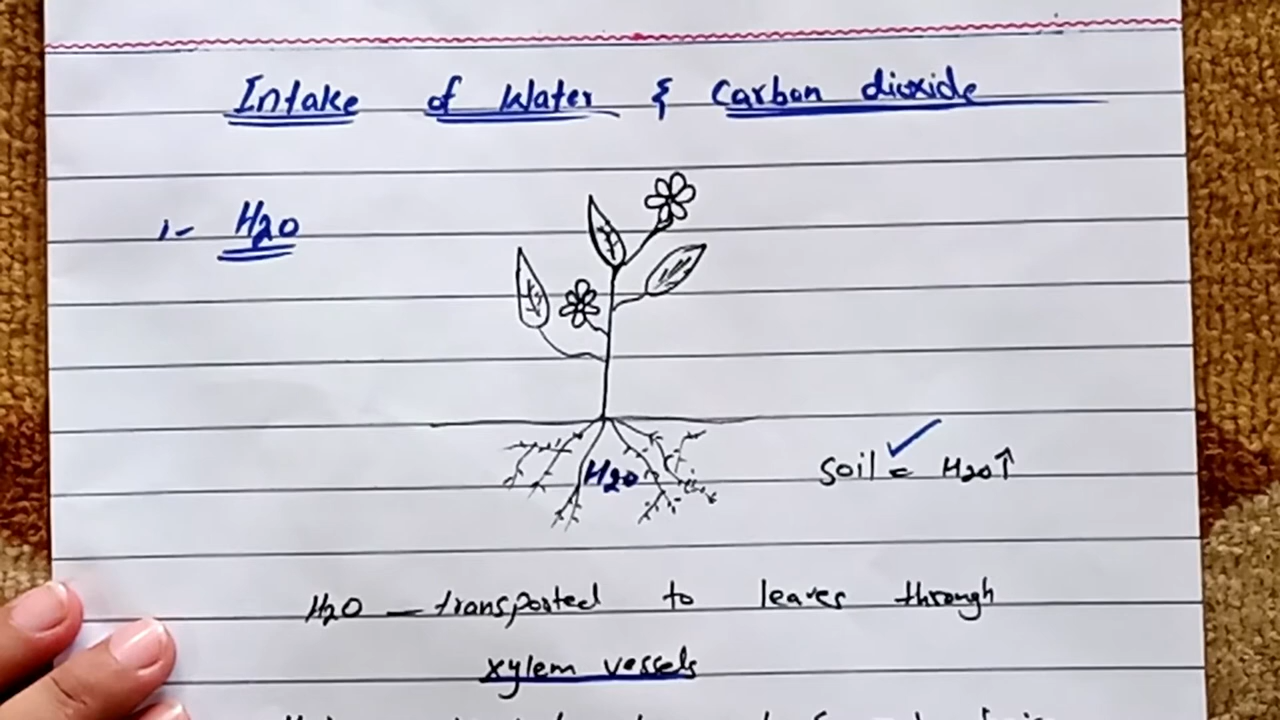 Intake of Water & Carbon dioxide
1- H2O
H2O
Soil = H2O↑
H2O — transported to leaves through
xylem vessels